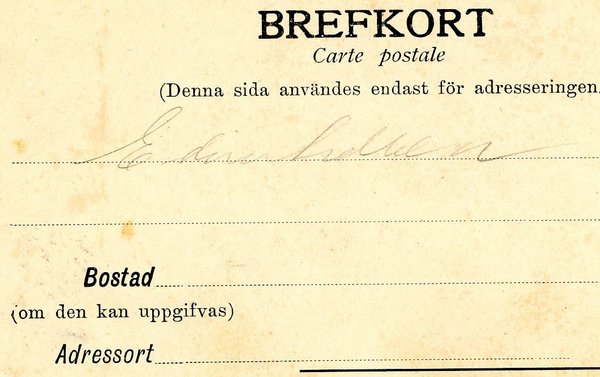 BREFKORT
Carte postale
(Denna sida användes endast för adresseringen.
Bostad
(om den kan uppgifvas)
Adressort